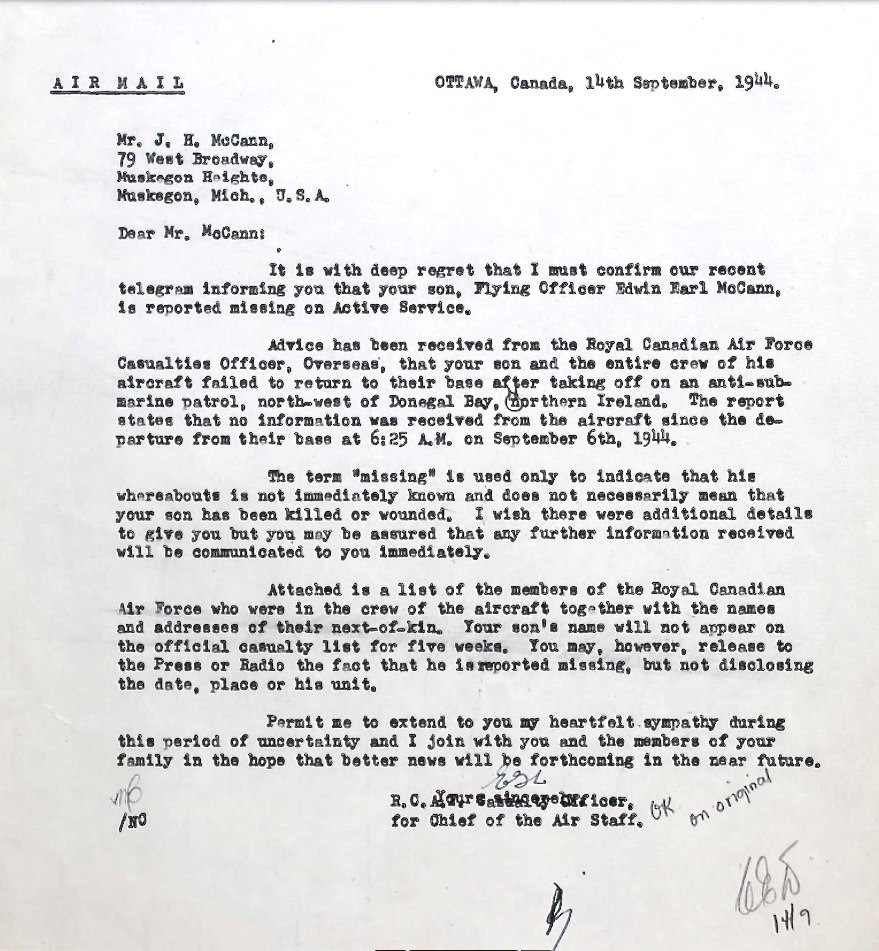 AIR MAIL
OTTAWA, Canada, 14th September, 1944.
Mr. J. H. McCann,
79 West Broadway,
Muskegon Heights,
Muskegon, Mich., U.S.A.
Dear Mr. McCann:
It is with deep regret that I must confirm our recent
telegram informing you that your son, Flying Officer Edwin Earl McCann,
is reported missing on Active Service.
Advice has been received from the Royal Canadian Air Force
Casualties Officer, Overseas, that your son and the entire crew of his
aircraft failed to return to their base after taking off on an anti-sub-
marine patrol, north-west of Donegal Bay, northern Ireland. The report
states that no information was received from the aircraft since the de-
parture from their base at 6:25 A.M. on September 6th, 1944.
The term "missing" is used only to indicate that his
whereabouts is not immediately known and does not necessarily mean that
your son has been killed or wounded. I wish there were additional details
to give you but you may be assured that any further information received
will be communicated to you immediately.
Attached is a list of the members of the Royal Canadian
Air Force who were in the crew of the aircraft together with the names
and addresses of their next-of-kin. Your son's name will not appear on
the official casualty list for five weeks. You may, however, release to
the Press or Radio the fact that he is reported missing, but not disclosing
the date, place or his unit.
Permit me to extend to you my heartfelt sympathy during
this period of uncertainty and I join with you and the members of your
family in the hope that better news will be forthcoming in the near future.
Yours sincerely
R.C.A.F. Casualty Officer,
for Chief of the Air Staff.
OK on original
/NC
14/9